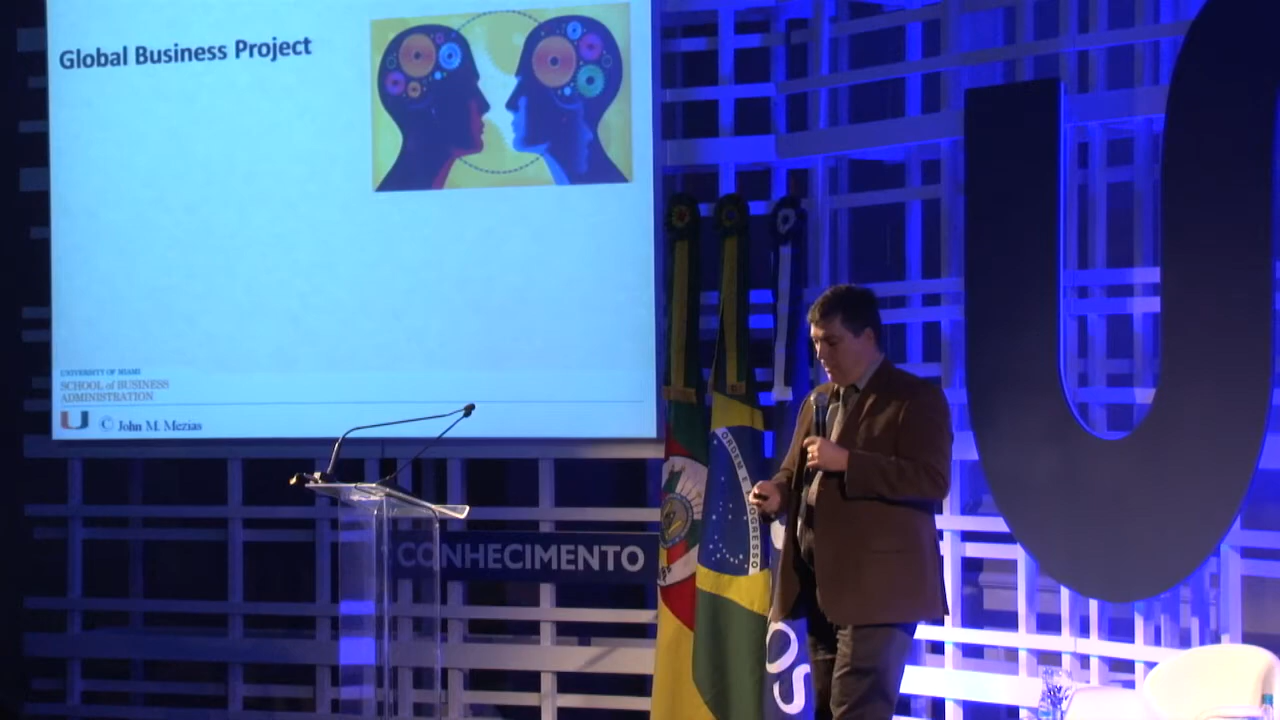 Global Business Project
UNIVERSITY OF MIAMI
SCHOOL of BUSINESS
ADMINISTRATION
U
© John M. Mezias
CONHECIMENTO
ORDEM E PROGRESSO
OS
U